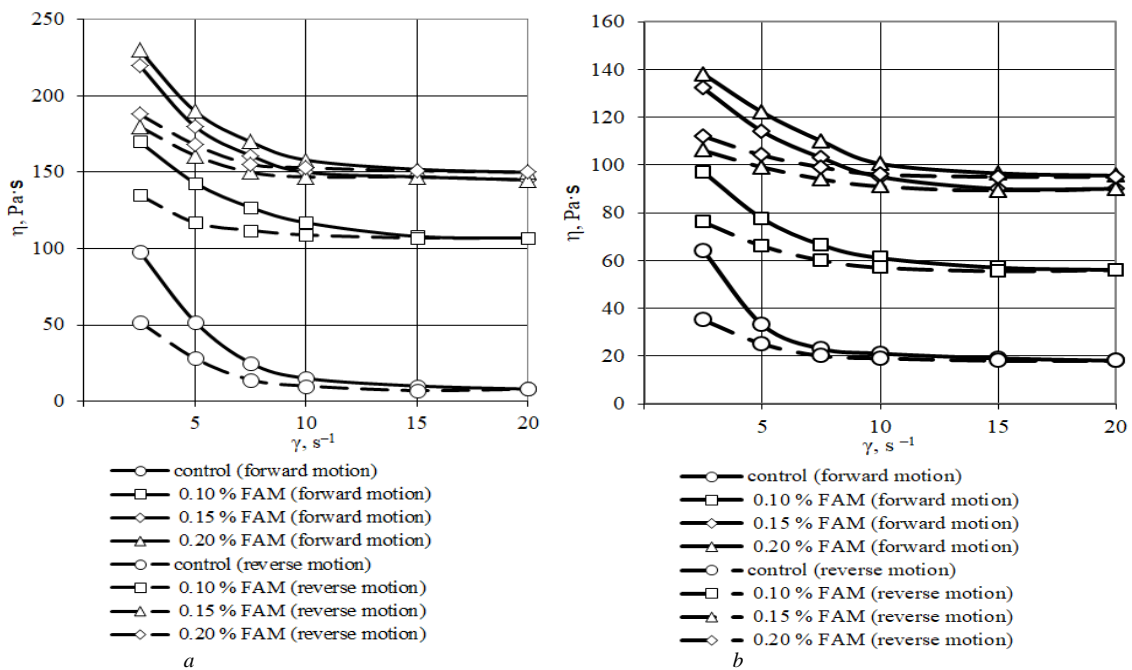 250
200
150
100
50
0
η, Pa·s
5 10 15 20
γ, s⁻¹
control (forward motion)
0.10 % FAM (forward motion)
0.15 % FAM (forward motion)
0.20 % FAM (forward motion)
control (reverse motion)
0.10 % FAM (reverse motion)
0.15 % FAM (reverse motion)
0.20 % FAM (reverse motion)
a
160
140
120
100
80
60
40
20
0
η, Pa·s
5 10 15 20
γ, s⁻¹
control (forward motion)
0.10 % FAM (forward motion)
0.15 % FAM (forward motion)
0.20 % FAM (forward motion)
control (reverse motion)
0.10 % FAM (reverse motion)
0.15 % FAM (reverse motion)
0.20 % FAM (reverse motion)
b